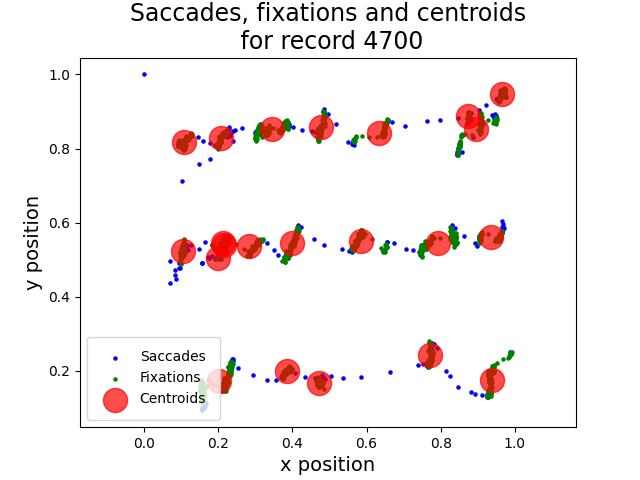 Saccades, fixations and centroids
for record 4700
1.0
0.8
0.6
0.4
0.2
y position
Saccades
Fixations
Centroids
0.0
0.2
0.4
0.6
0.8
1.0
x position